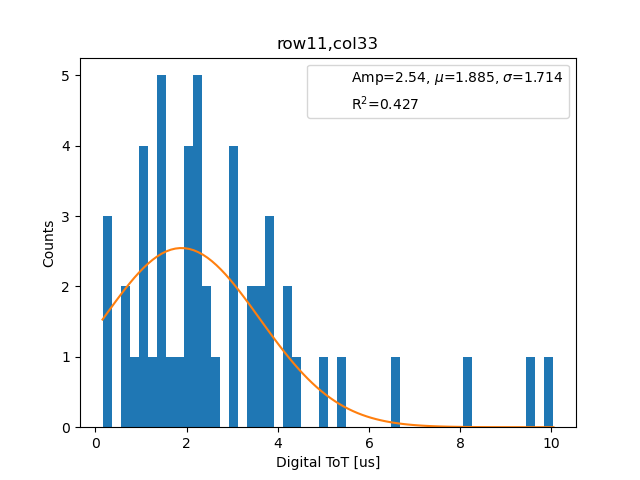 row11,col33
Amp=2.54, μ=1.885, σ=1.714
R²=0.427
5
4
3
2
1
0
Counts
0 2 4 6 8 10
Digital ToT [us]